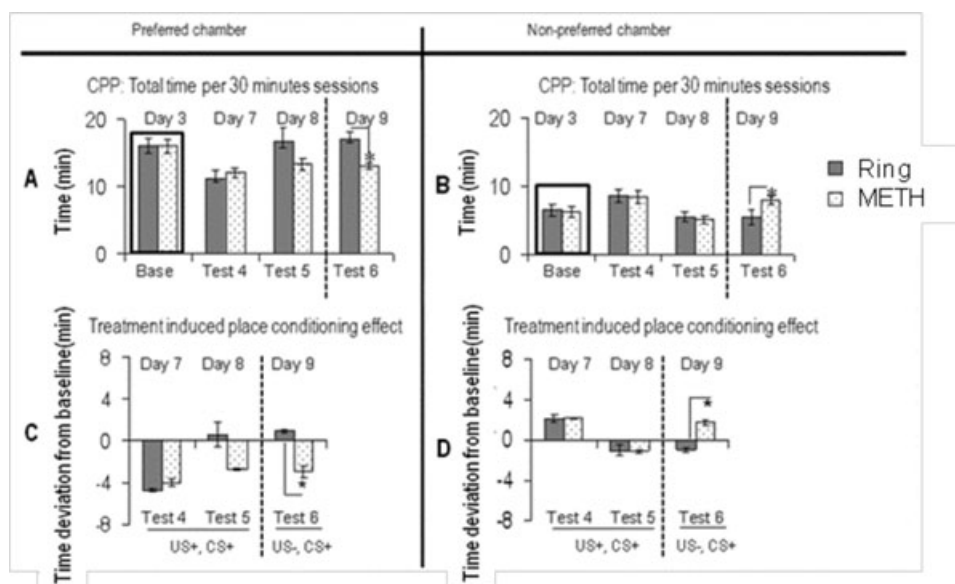 Preferred chamber
Non-preferred chamber
CPP: Total time per 30 minutes sessions
CPP: Total time per 30 minutes sessions
A
Time (min)
20
10
0
Day 3
Day 7
Day 8
Day 9
*
Base
Test 4
Test 5
Test 6
B
Time (min)
20
10
0
Day 3
Day 7
Day 8
Day 9
*
Base
Test 4
Test 5
Test 6
Ring
METH
Treatment induced place conditioning effect
Treatment induced place conditioning effect
C
Time deviation from baseline(min)
8
4
0
-4
-8
Day 7
Day 8
Day 9
*
Test 4
Test 5
Test 6
US+, CS+
US-, CS+
D
Time deviation from baseline(min)
8
4
0
-4
-8
Day 7
Day 8
Day 9
*
Test 4
Test 5
Test 6
US+, CS+
US-, CS+